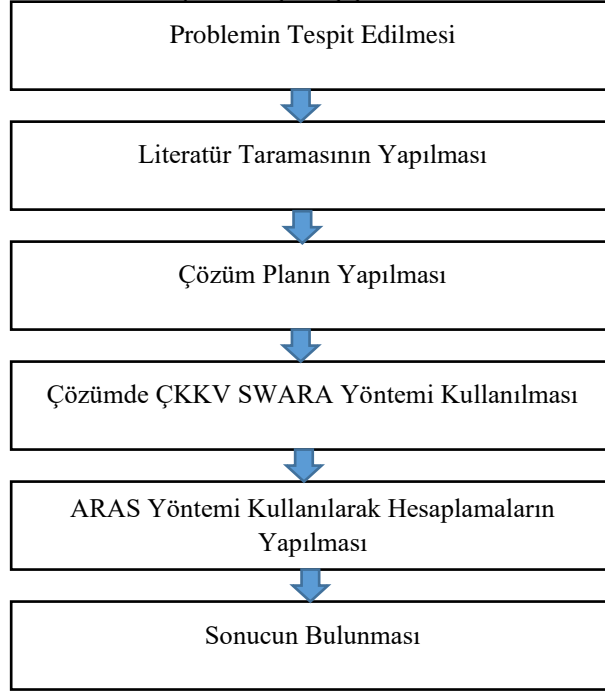 Problemin Tespit Edilmesi
Literatür Taramasının Yapılması
Çözüm Planın Yapılması
Çözümde ÇKKV SWARA Yöntemi Kullanılması
ARAS Yöntemi Kullanılarak Hesaplamaların
Yapılması
Sonucun Bulunması